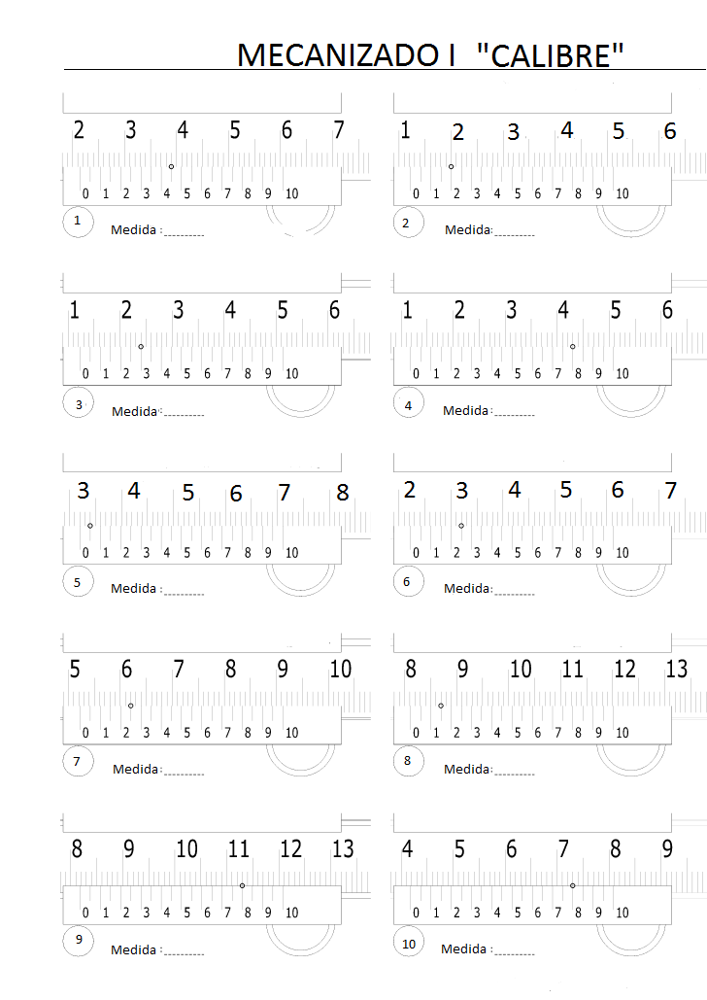 MECANIZADO I "CALIBRE"
2 3 4 5 6 7
0 1 2 3 4 5 6 7 8 9 10
1 Medida :_________
1 2 3 4 5 6
0 1 2 3 4 5 6 7 8 9 10
2 Medida:________
1 2 3 4 5 6
0 1 2 3 4 5 6 7 8 9 10
3 Medida:_________
1 2 3 4 5 6
0 1 2 3 4 5 6 7 8 9 10
4 Medida:________
3 4 5 6 7 8
0 1 2 3 4 5 6 7 8 9 10
5 Medida :_________
2 3 4 5 6 7
0 1 2 3 4 5 6 7 8 9 10
6 Medida:________
5 6 7 8 9 10
0 1 2 3 4 5 6 7 8 9 10
7 Medida:_________
8 9 10 11 12 13
0 1 2 3 4 5 6 7 8 9 10
8 Medida:________
8 9 10 11 12 13
0 1 2 3 4 5 6 7 8 9 10
9 Medida :_________
4 5 6 7 8 9
0 1 2 3 4 5 6 7 8 9 10
10 Medida :________